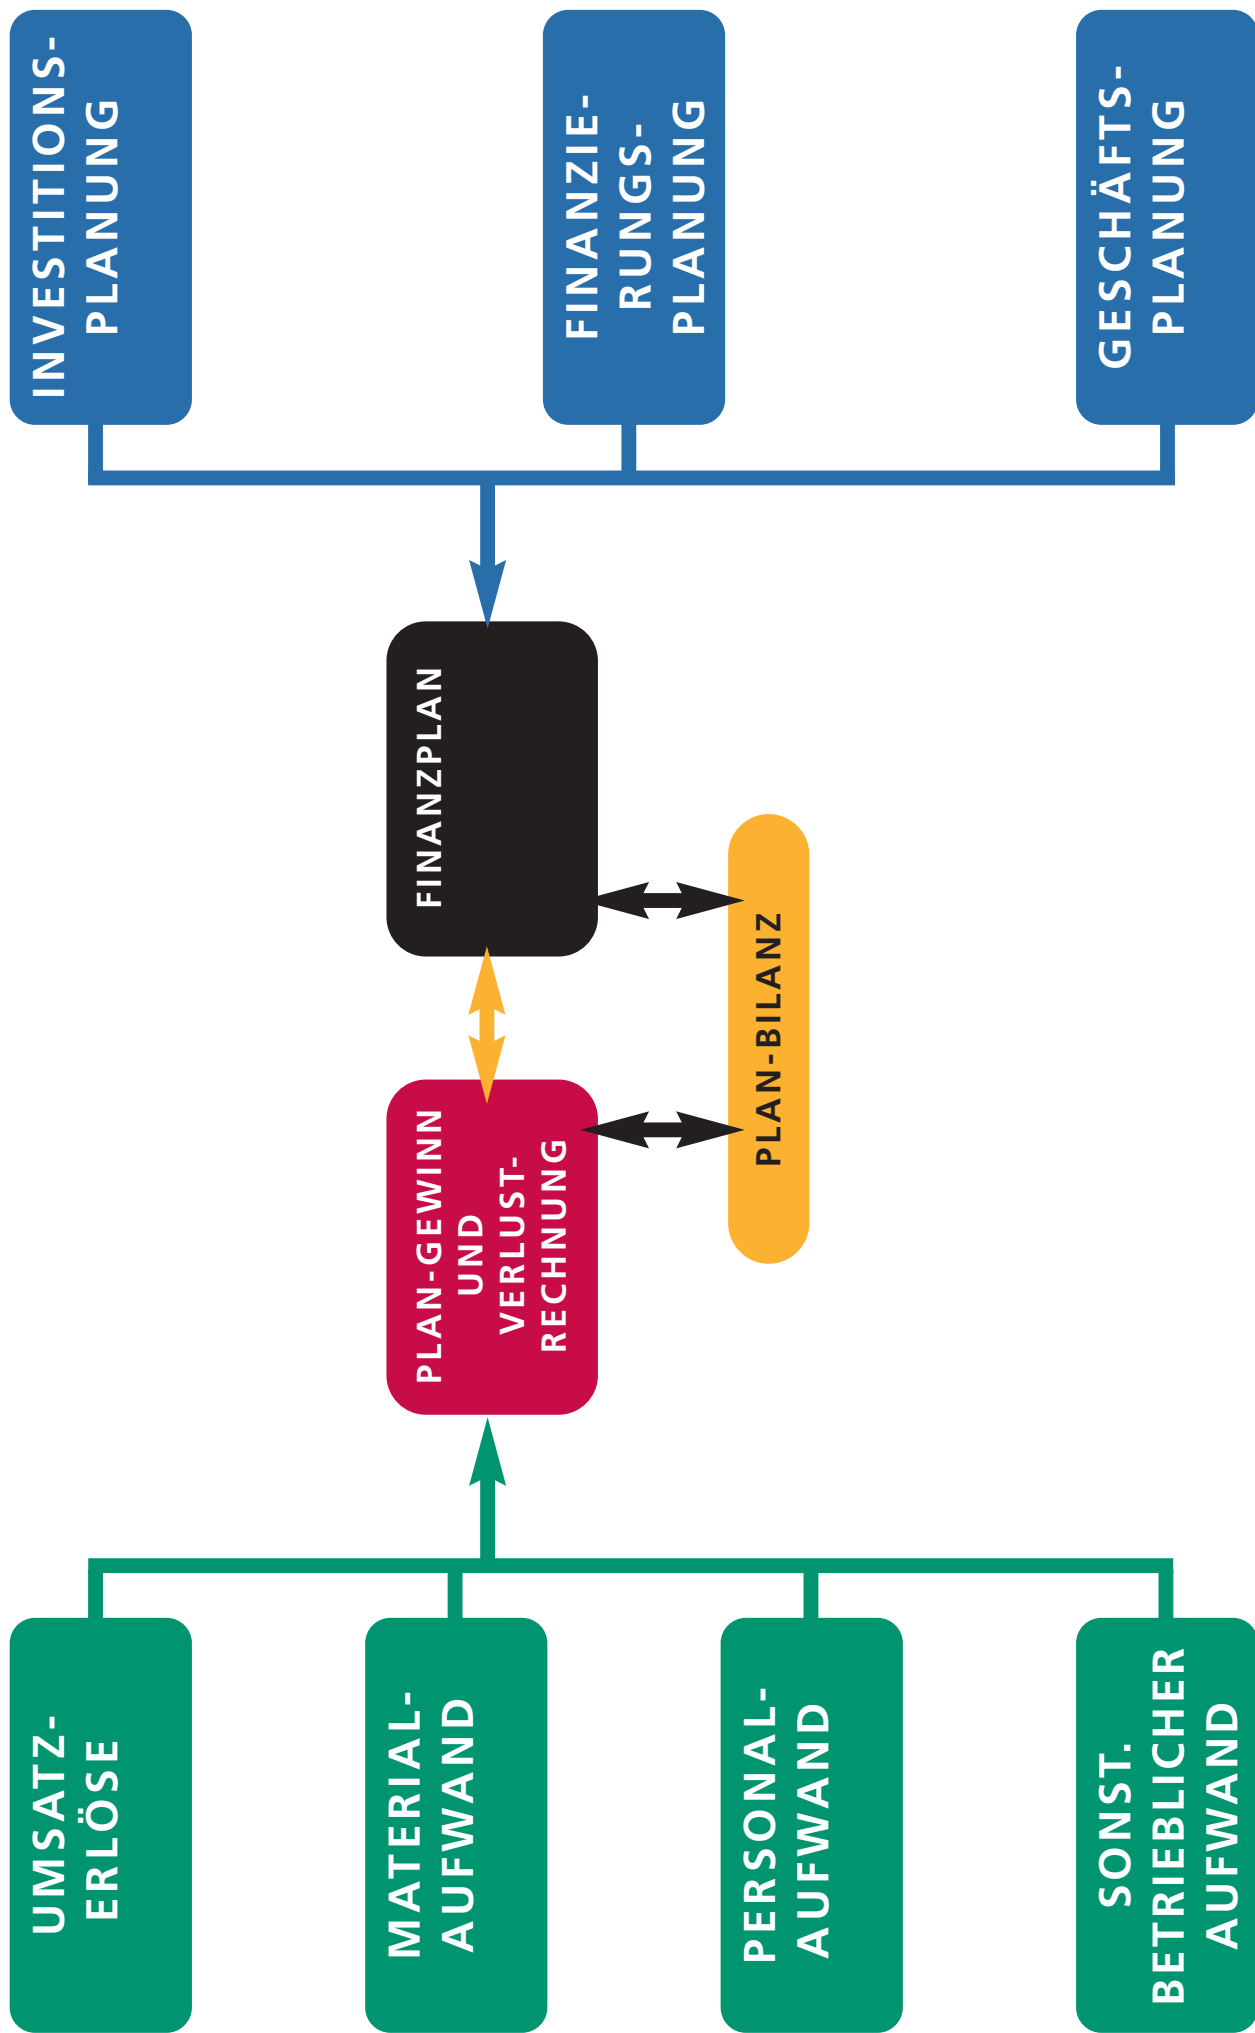 UMSATZ-
ERLÖSE
MATERIAL-
AUFWAND
PERSONAL-
AUFWAND
SONST.
BETRIEBLICHER
AUFWAND
PLAN-GEWINN
UND
VERLUST-
RECHNUNG
FINANZPLAN
PLAN-BILANZ
INVESTITIONS-
PLANUNG
FINANZIE-
RUNGS-
PLANUNG
GESCHÄFTS-
PLANUNG